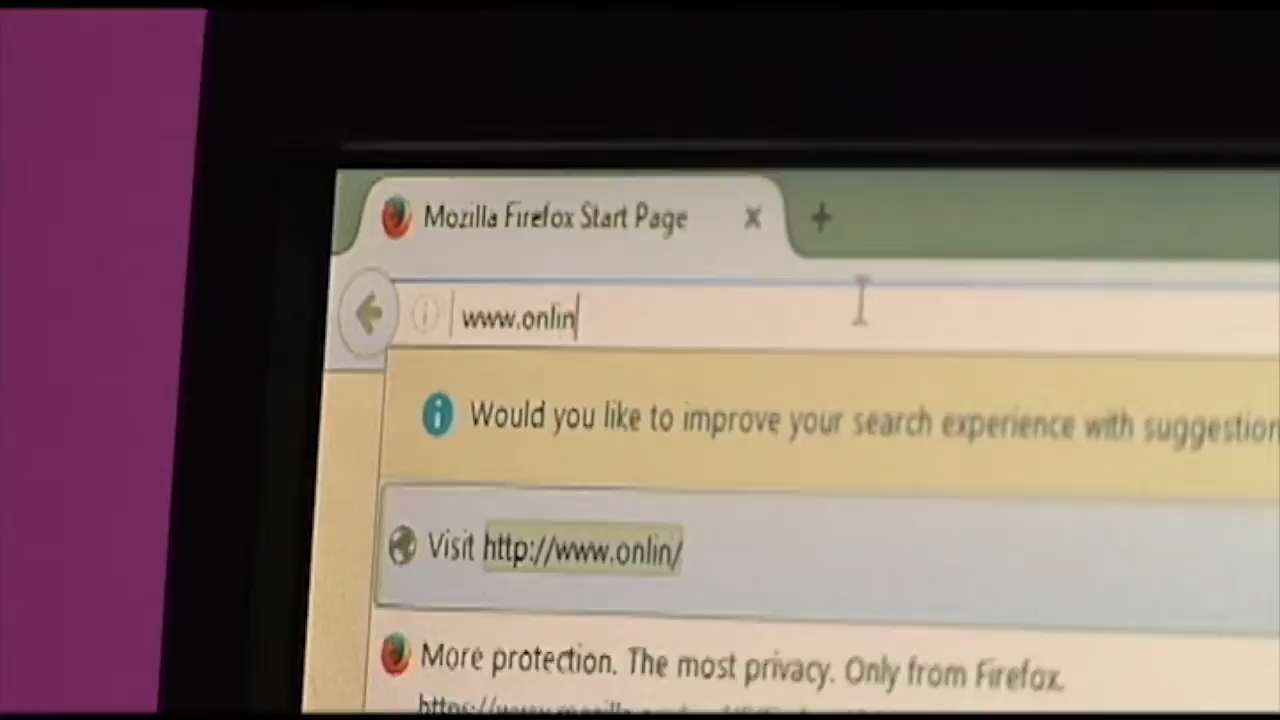 Mozilla Firefox Start Page
www.onlin
Would you like to improve your search experience with suggestion
Visit http://www.onlin/
More protection. The most privacy. Only from Firefox.